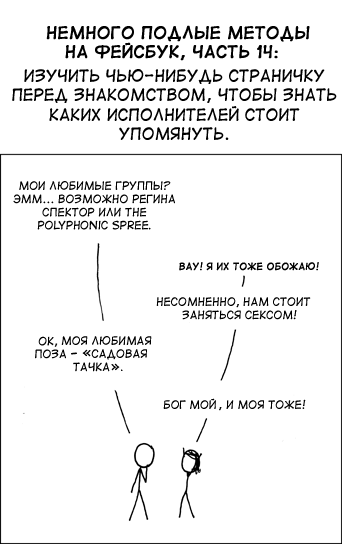 НЕМНОГО ПОДЛЫЕ МЕТОДЫ
НА ФЕЙСБУК, ЧАСТЬ 14:
ИЗУЧИТЬ ЧЬЮ-НИБУДЬ СТРАНИЧКУ
ПЕРЕД ЗНАКОМСТВОМ, ЧТОБЫ ЗНАТЬ
КАКИХ ИСПОЛНИТЕЛЕЙ СТОИТ
УПОМЯНУТЬ.
МОИ ЛЮБИМЫЕ ГРУППЫ?
ЭММ... ВОЗМОЖНО РЕГИНА
СПЕКТОР ИЛИ THE
POLYPHONIC SPREE.
ВАУ! Я ИХ ТОЖЕ ОБОЖАЮ!
НЕСОМНЕННО, НАМ СТОИТ
ЗАНЯТЬСЯ СЕКСОМ!
ОК, МОЯ ЛЮБИМАЯ
ПОЗА – «САДОВАЯ
ТАЧКА».
БОГ МОЙ, И МОЯ ТОЖЕ!